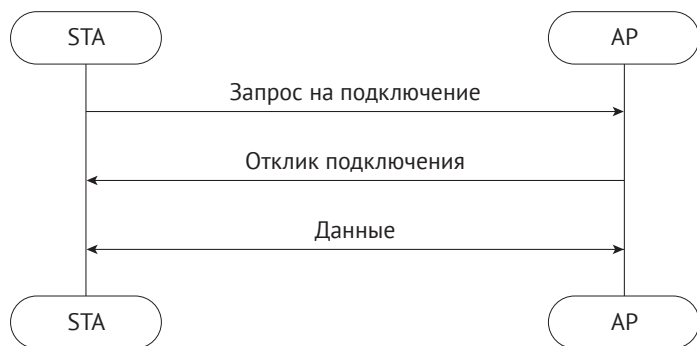 STA
AP
Запрос на подключение
Отклик подключения
Данные
STA
AP